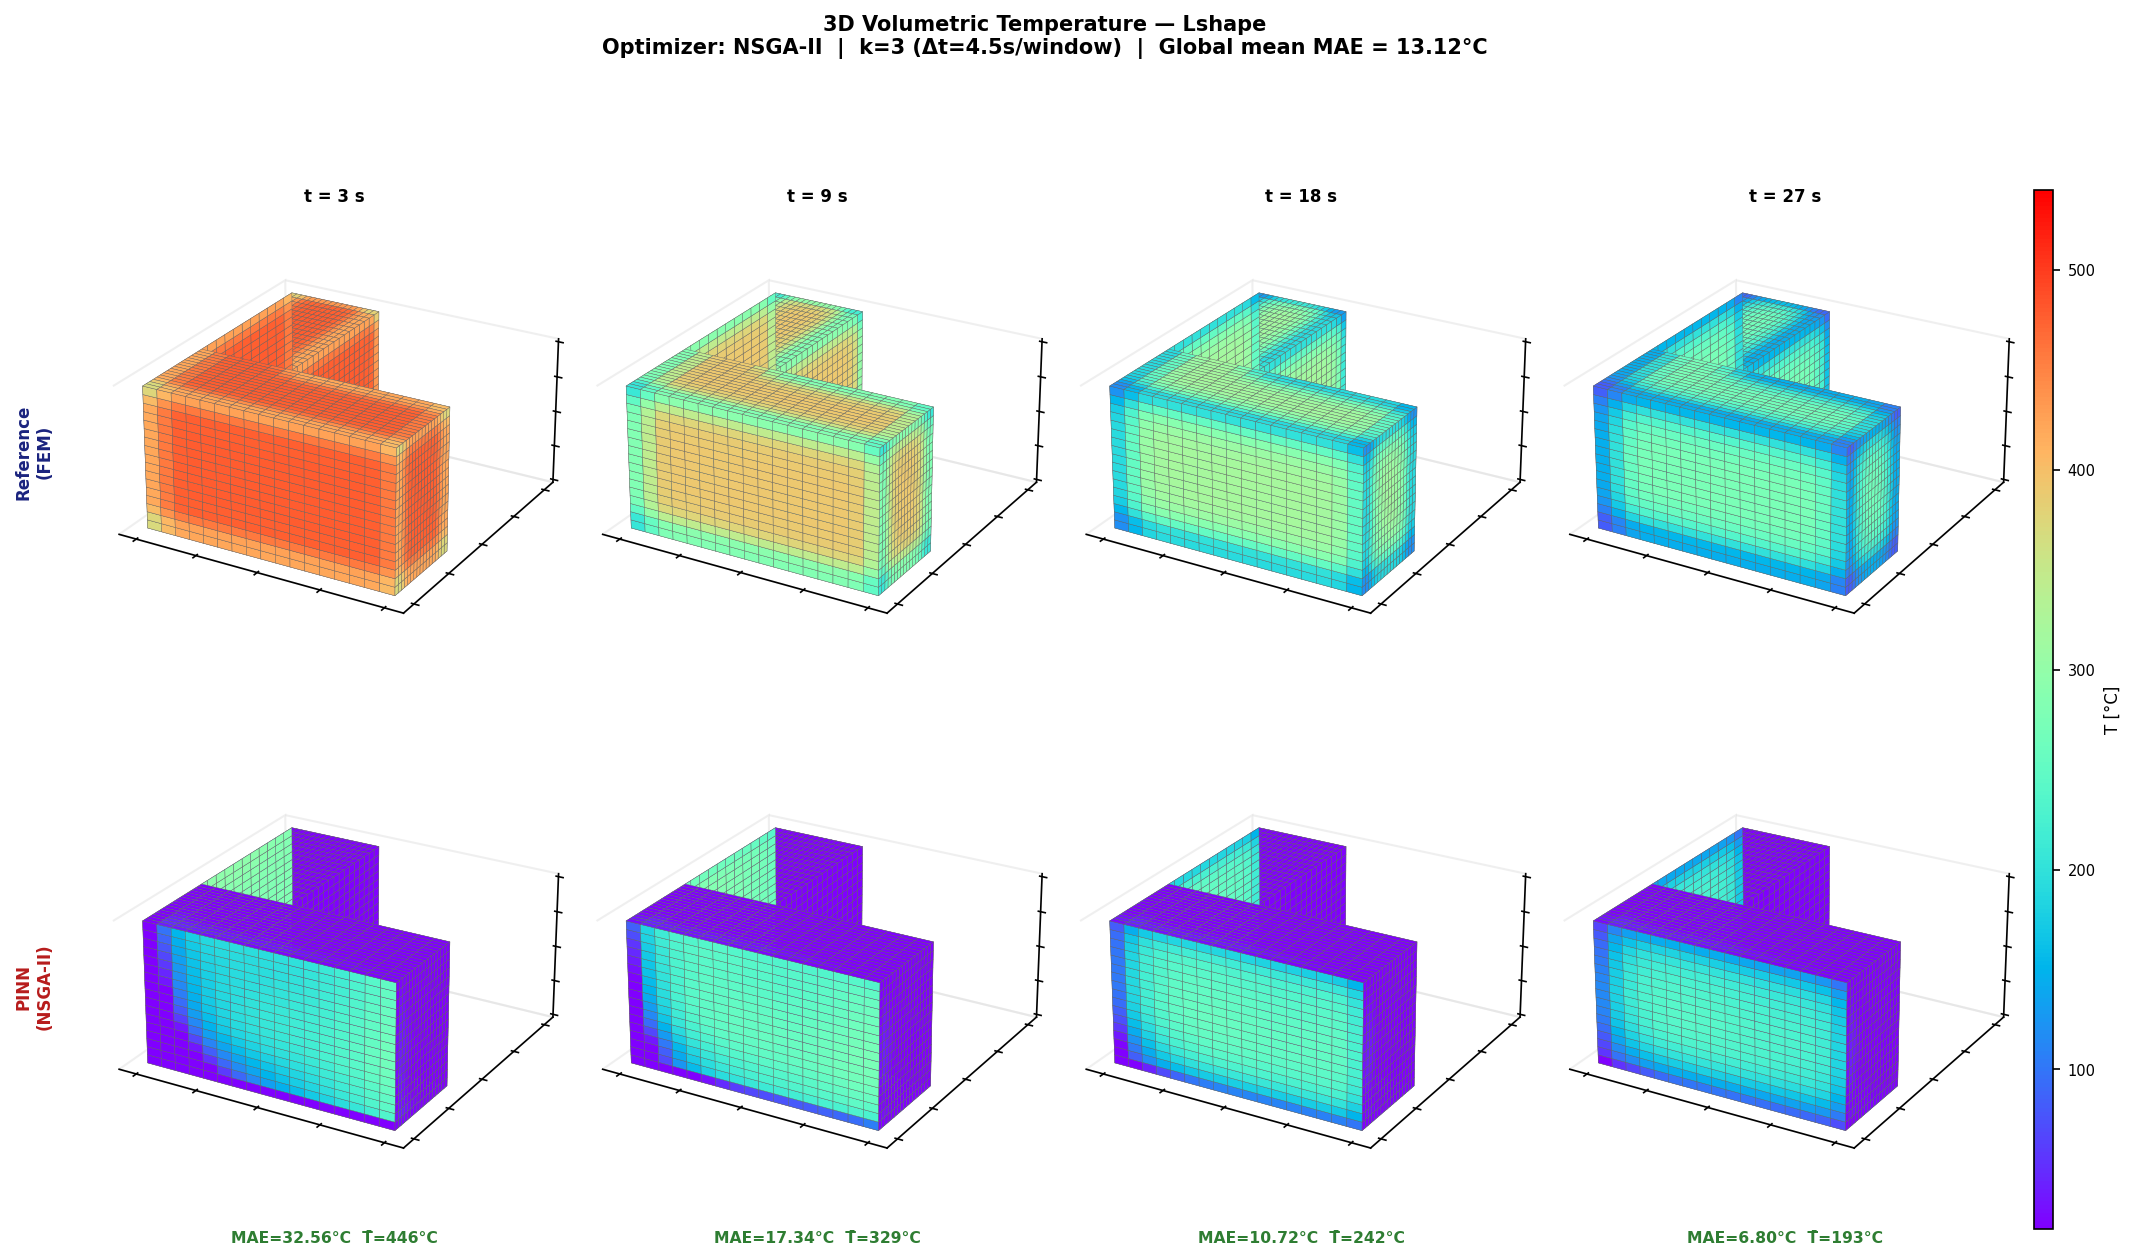 3D Volumetric Temperature — Lshape
Optimizer: NSGA-II | k=3 (Δt=4.5s/window) | Global mean MAE = 13.12°C
t = 3 s
t = 9 s
t = 18 s
t = 27 s
Reference
(FEM)
PINN
(NSGA-II)
500
400
300
200
100
T [°C]
MAE=32.56°C T̄=446°C
MAE=17.34°C T̄=329°C
MAE=10.72°C T̄=242°C
MAE=6.80°C T̄=193°C